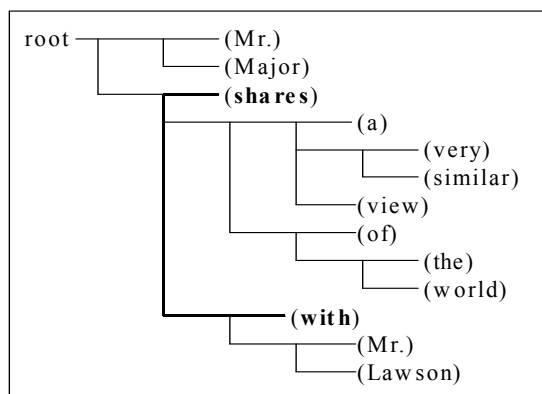 root (Mr.)
(Major)
(shares)
(a)
(very)
(similar)
(view)
(of)
(the)
(world)
(with)
(Mr.)
(Lawson)